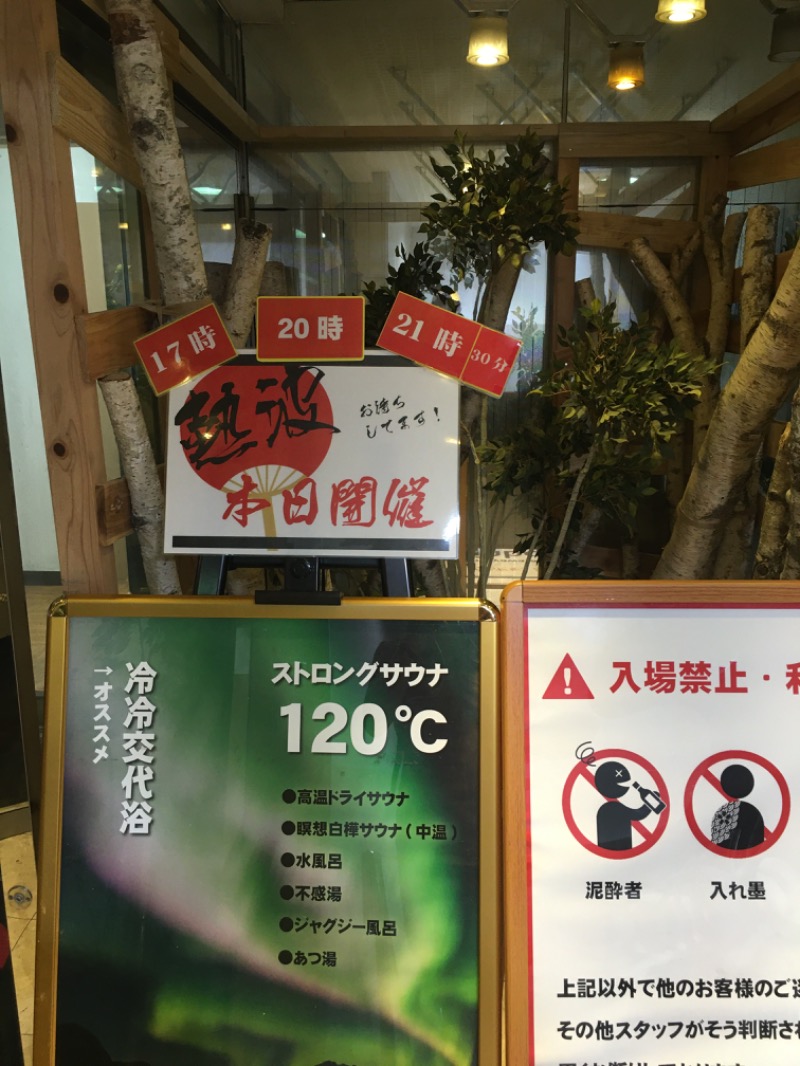 17時
20時
21時30分
熱波
お待ち
してます!
本日開催
冷冷交代浴
→オススメ
ストロングサウナ
120℃
●高温ドライサウナ
●瞑想白樺サウナ(中温)
●水風呂
●不感湯
●ジャグジー風呂
●あつ湯
入場禁止・利
泥酔者
入れ墨
上記以外で他のお客様のご迷
その他スタッフがそう判断され